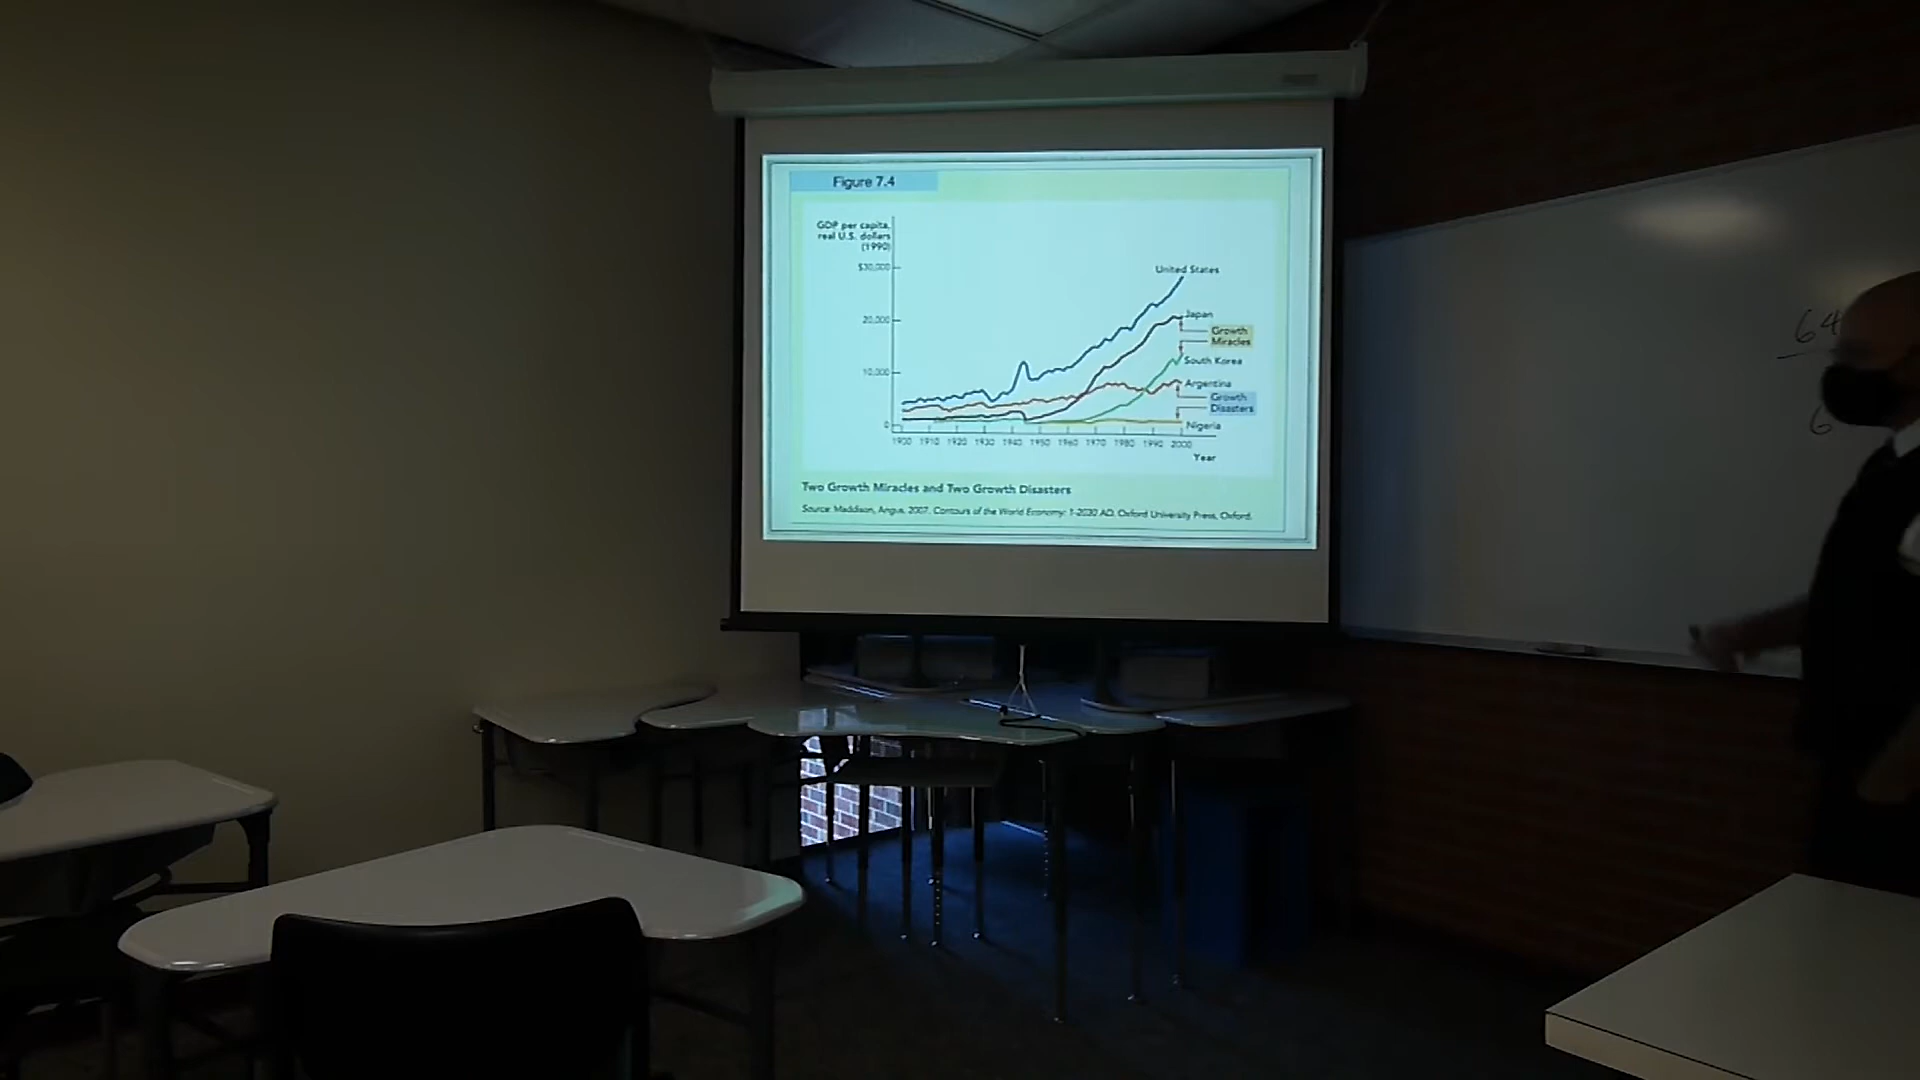 Figure 7.4
GDP per capita,
real U.S. dollars
(1990)
$30,000
20,000
10,000
0
United States
Japan
Growth
Miracles
South Korea
Argentina
Growth
Disasters
Nigeria
1900 1910 1920 1930 1940 1950 1960 1970 1980 1990 2000
Year
Two Growth Miracles and Two Growth Disasters
Source: Maddison, Angus. 2007. Contours of the World Economy: 1-2030 AD. Oxford University Press, Oxford.
64
6